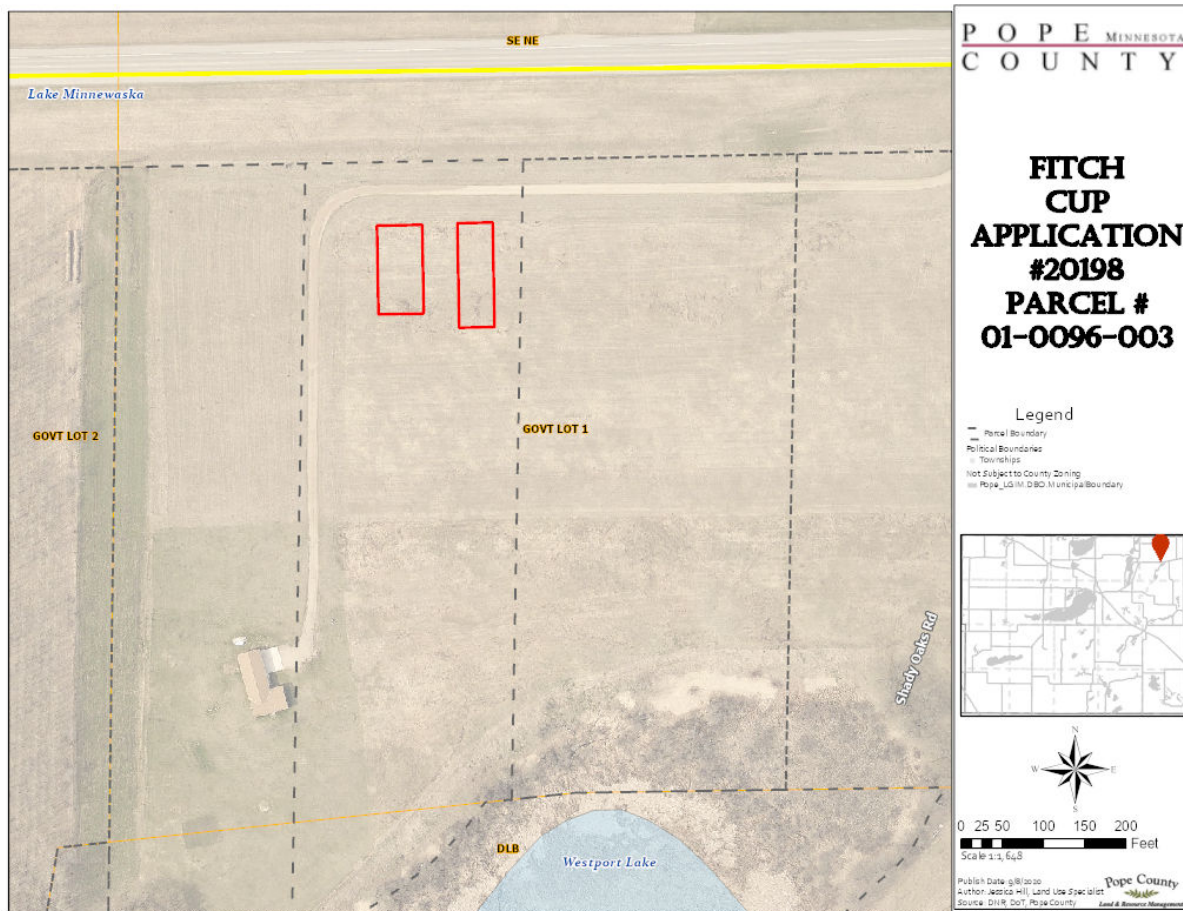 SE NE
Lake Minnewaska
GOVT LOT 2
GOVT LOT 1
Shady Oaks Rd
DLB
Westport Lake
POPE MINNESOTA
COUNTY
FITCH
CUP
APPLICATION
#20198
PARCEL #
01-0096-003
Legend
Parcel Boundary
Political Boundaries
Townships
Not Subject to County Zoning
Pope_LGIM.DBO.MunicipalBoundary
N
W E
S
0 25 50 100 150 200
Feet
Scale 1:1,648
Publish Date: 9/8/2020
Author: Jessica Hill, Land Use Specialist
Source: DNR, DoT, Pope County
Pope County
Land & Resource Management